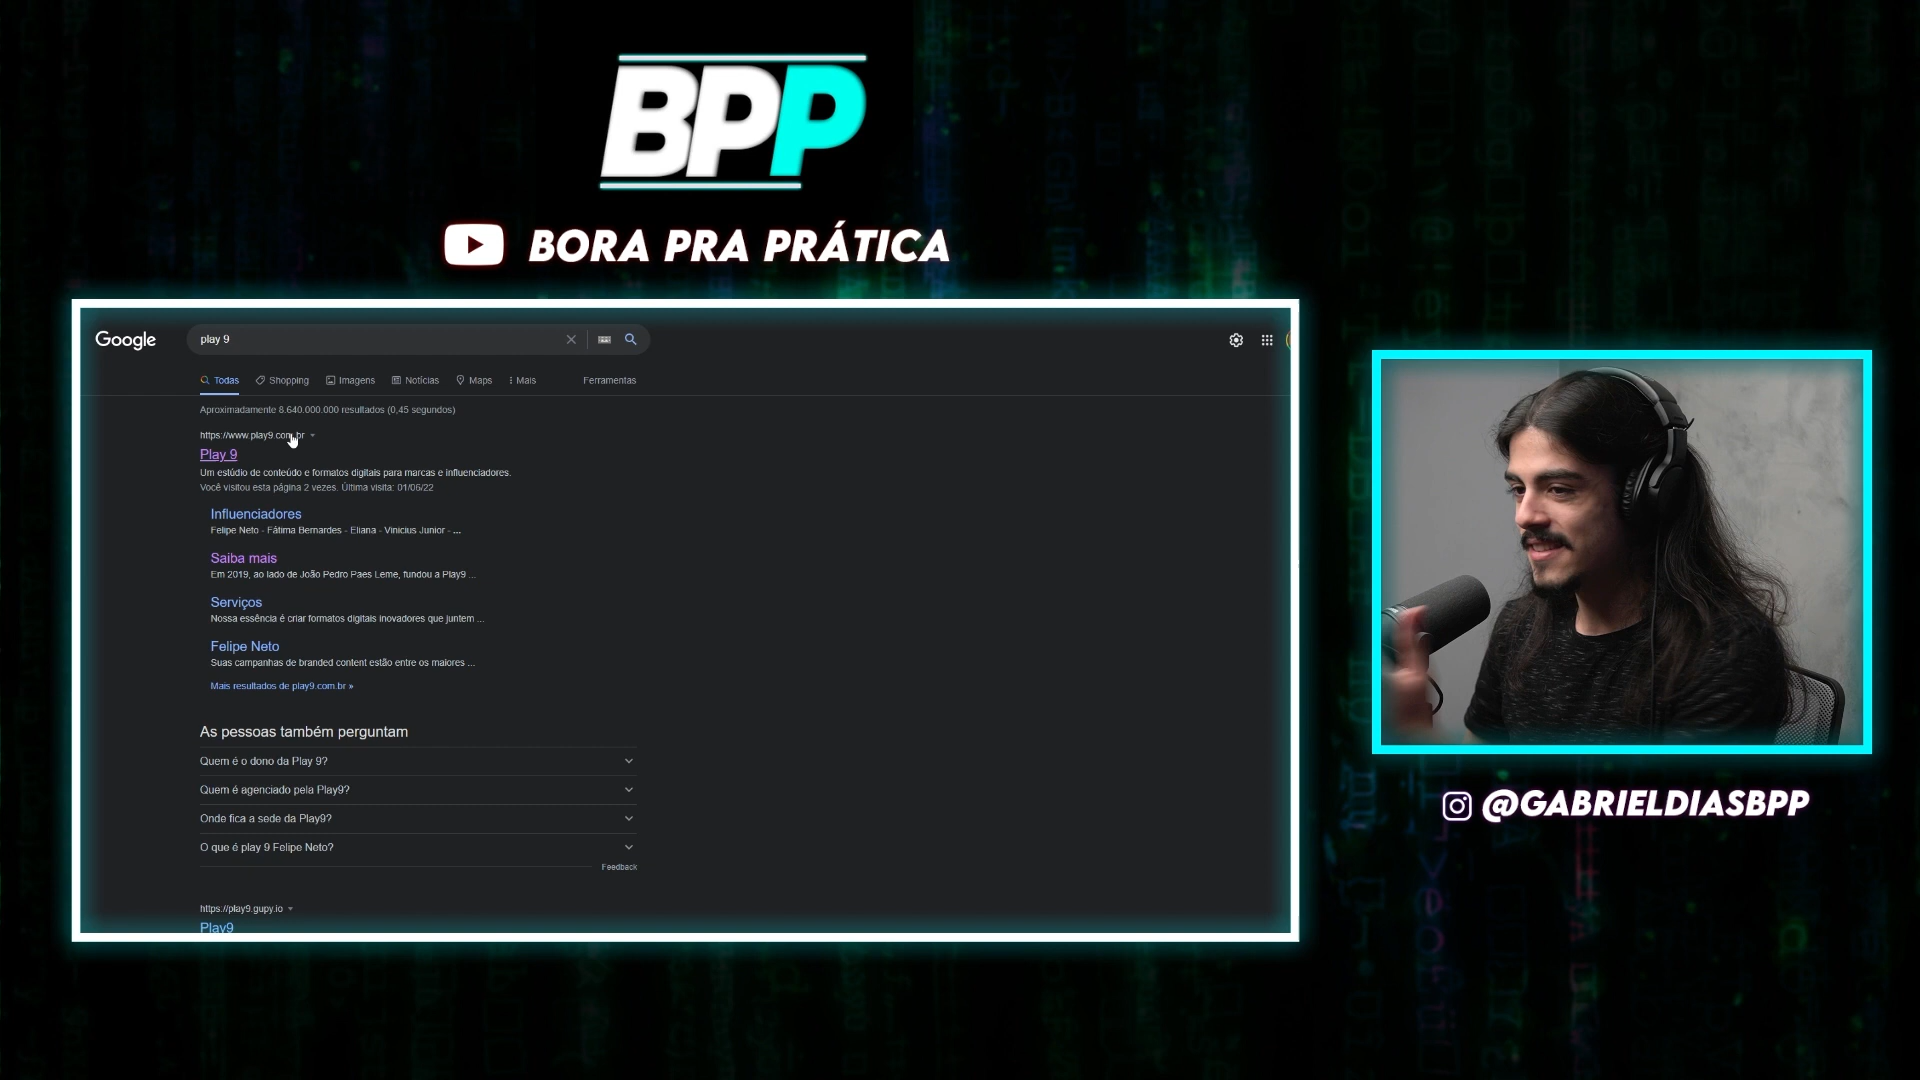 BPP
BORA PRA PRÁTICA
Google
play 9
Todas
Shopping
Imagens
Notícias
Maps
Mais
Ferramentas
Aproximadamente 8.640.000.000 resultados (0,45 segundos)
https://www.play9.com.br
Play 9
Um estúdio de conteúdo e formatos digitais para marcas e influenciadores.
Você visitou esta página 2 vezes. Última visita: 01/06/22
Influenciadores
Felipe Neto - Fátima Bernardes - Eliana - Vinicius Junior - ...
Saiba mais
Em 2019, ao lado de João Pedro Paes Leme, fundou a Play9 ...
Serviços
Nossa essência é criar formatos digitais inovadores que juntem ...
Felipe Neto
Suas campanhas de branded content estão entre os maiores ...
Mais resultados de play9.com.br »
As pessoas também perguntam
Quem é o dono da Play 9?
Quem é agenciado pela Play9?
Onde fica a sede da Play9?
O que é play 9 Felipe Neto?
Feedback
https://play9.gupy.io
Play9
@GABRIELDIASBPP